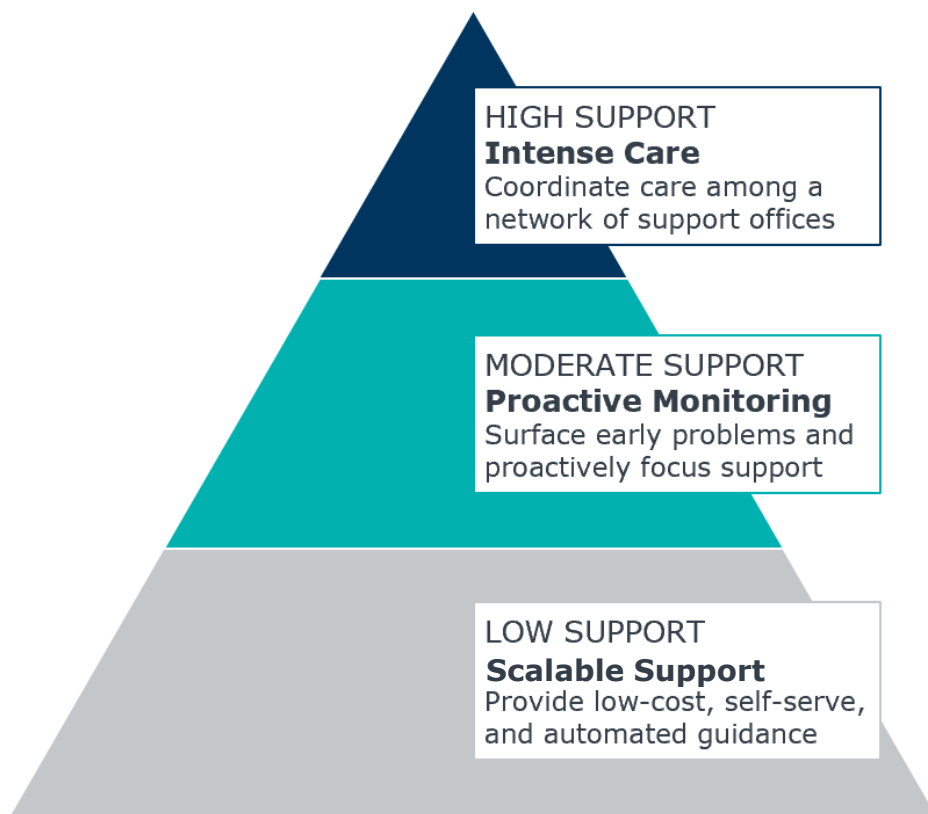 HIGH SUPPORT
Intense Care
Coordinate care among a
network of support offices
MODERATE SUPPORT
Proactive Monitoring
Surface early problems and
proactively focus support
LOW SUPPORT
Scalable Support
Provide low-cost, self-serve,
and automated guidance